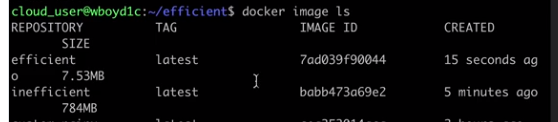 cloud_user@wboyd1c:~/efficient$ docker image ls
REPOSITORY TAG IMAGE ID CREATED
SIZE
efficient latest 7ad039f90044 15 seconds ag
o 7.53MB
inefficient latest babb473a69e2 5 minutes ago
784MB